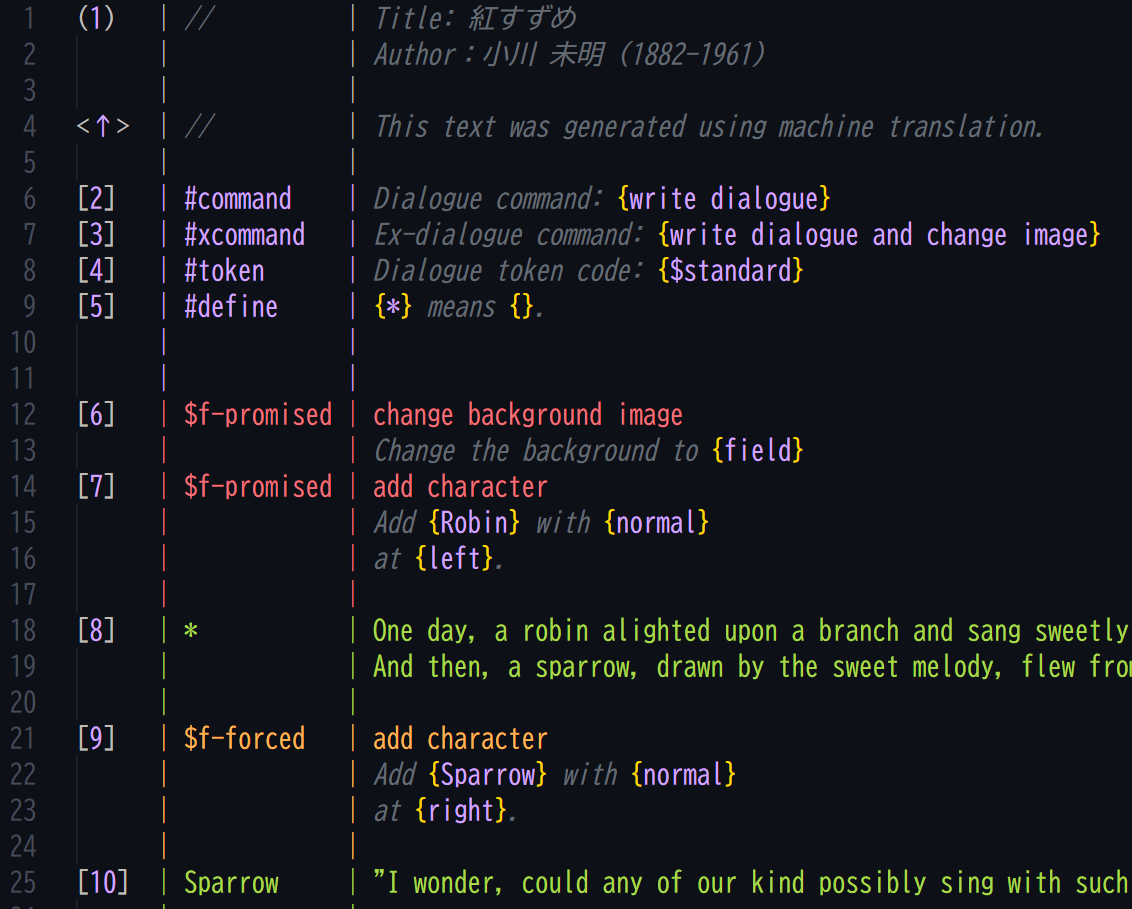 1 (1) | // | Title: 紅すずめ
2 | | Author：小川 未明 (1882-1961)
3 | |
4 <↑> | // | This text was generated using machine translation.
5 | |
6 [2] | #command | Dialogue command: {write dialogue}
7 [3] | #xcommand | Ex-dialogue command: {write dialogue and change image}
8 [4] | #token | Dialogue token code: {$standard}
9 [5] | #define | {*} means {}.
10 | |
11 | |
12 [6] | $f-promised | change background image
13 | | Change the background to {field}
14 [7] | $f-promised | add character
15 | | Add {Robin} with {normal}
16 | | at {left}.
17 | |
18 [8] | * | One day, a robin alighted upon a branch and sang sweetly
19 | | And then, a sparrow, drawn by the sweet melody, flew from
20 | |
21 [9] | $f-forced | add character
22 | | Add {Sparrow} with {normal}
23 | | at {right}.
24 | |
25 [10] | Sparrow | ”I wonder, could any of our kind possibly sing with such